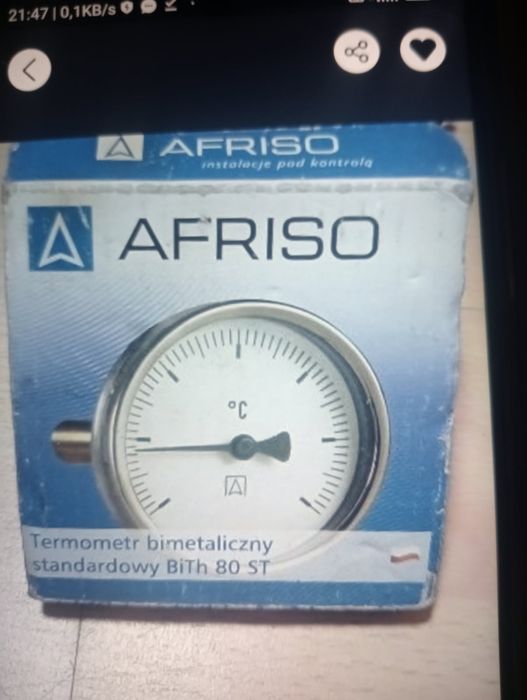 21:47 | 0,1KB/s
AFRISO
instalacje pod kontrolą
AFRISO
°C
Termometr bimetaliczny
standardowy BiTh 80 ST